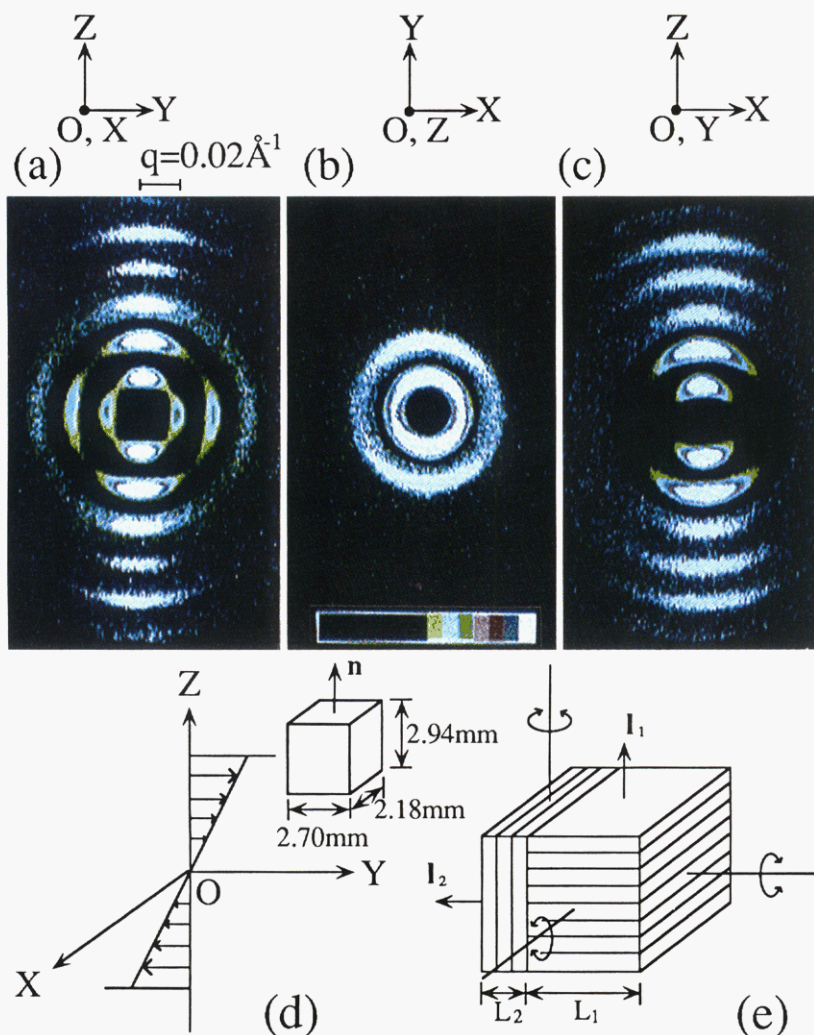 Z
Y
Z
Y
X
X
O, X
O, Z
O, Y
(a)
q=0.02Å⁻¹
(b)
(c)
Z
n
2.94mm
2.18mm
2.70mm
l₁
O
Y
l₂
X
(d)
L₂
L₁
(e)